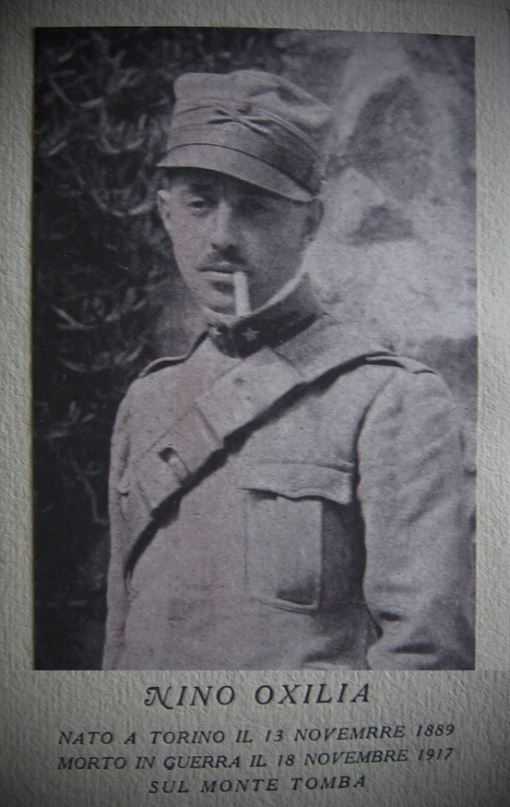 NINO OXILIA
NATO A TORINO IL 13 NOVEMRRE 1889
MORTO IN GUERRA IL 18 NOVEMBRE 1917
SUL MONTE TOMBA